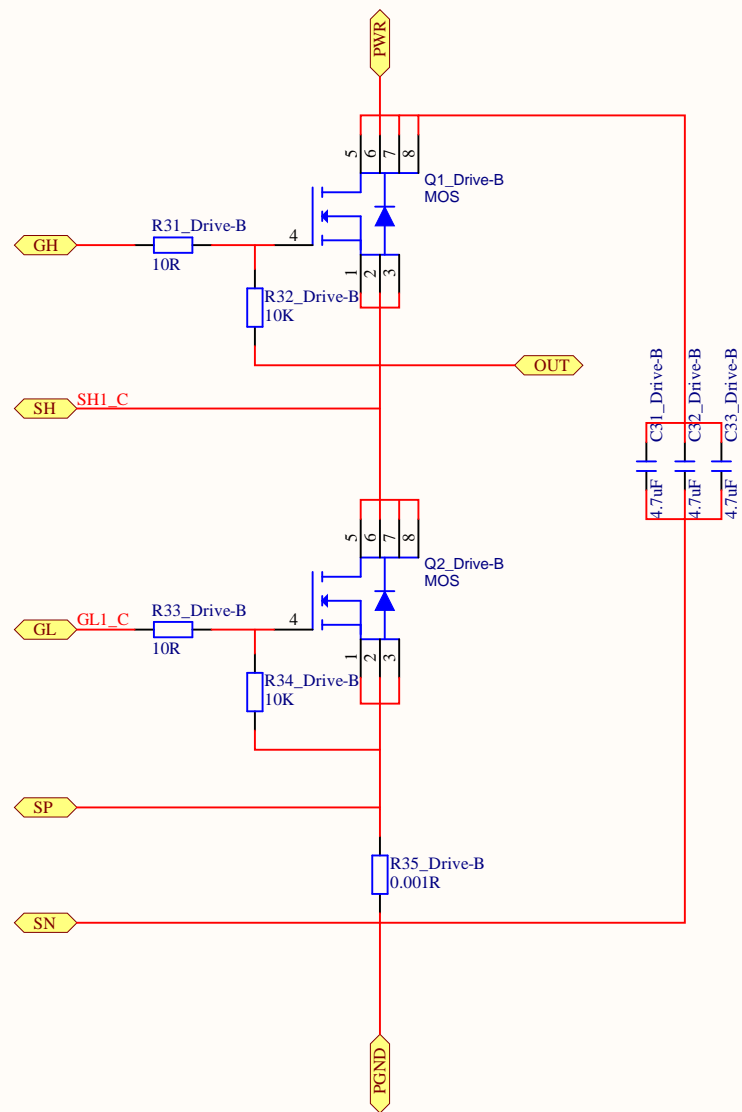 PWR
5
6
7
8
Q1_Drive-B
MOS
GH
R31_Drive-B
10R
4
1
2
3
R32_Drive-B
10K
OUT
SH
SH1_C
C31_Drive-B
C32_Drive-B
C33_Drive-B
4.7uF
4.7uF
4.7uF
5
6
7
8
Q2_Drive-B
MOS
GL
GL1_C
R33_Drive-B
10R
4
1
2
3
R34_Drive-B
10K
SP
R35_Drive-B
0.001R
SN
PGND